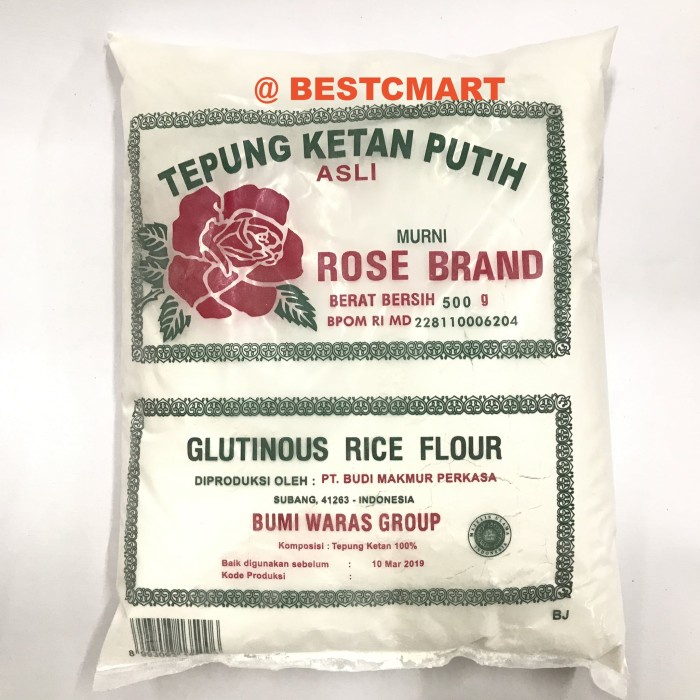 @ BESTCMART
TEPUNG KETAN PUTIH
ASLI
MURNI
ROSE BRAND
BERAT BERSIH 500 g
BPOM RI MD 228110006204
GLUTINOUS RICE FLOUR
DIPRODUKSI OLEH : PT. BUDI MAKMUR PERKASA
SUBANG, 41263 - INDONESIA
BUMI WARAS GROUP
Komposisi : Tepung Ketan 100%
Baik digunakan sebelum : 10 Mar 2019
Kode Produksi :
BJ